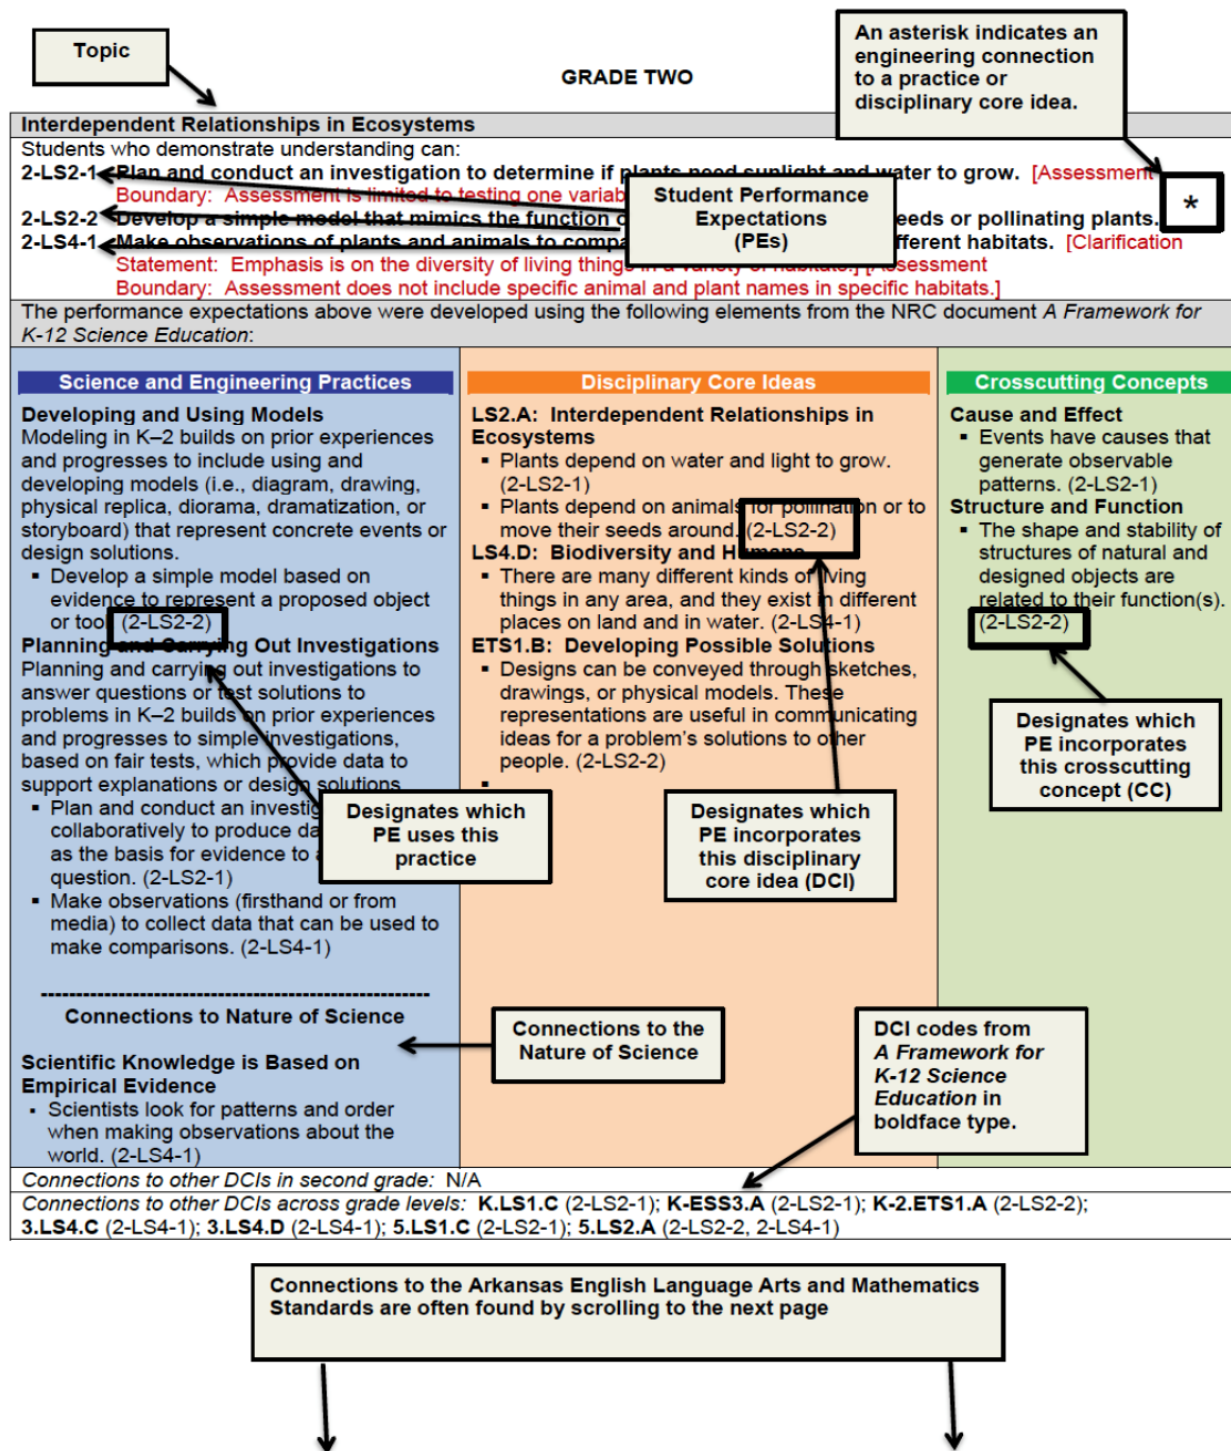 Topic
An asterisk indicates an
engineering connection
to a practice or
disciplinary core idea.
GRADE TWO
Interdependent Relationships in Ecosystems
Students who demonstrate understanding can:
2-LS2-1 Plan and conduct an investigation to determine if plants need sunlight and water to grow. [Assessment
Boundary: Assessment is limited to testing one variab
2-LS2-2 Develop a simple model that mimics the function o eeds or pollinating plants.
*
2-LS4-1 Make observations of plants and animals to compa fferent habitats. [Clarification
Statement: Emphasis is on the diversity of living things in a variety of habitats.] [Assessment
Boundary: Assessment does not include specific animal and plant names in specific habitats.]
Student Performance
Expectations
(PEs)
The performance expectations above were developed using the following elements from the NRC document A Framework for
K-12 Science Education:
Science and Engineering Practices
Developing and Using Models
Modeling in K–2 builds on prior experiences
and progresses to include using and
developing models (i.e., diagram, drawing,
physical replica, diorama, dramatization, or
storyboard) that represent concrete events or
design solutions.
▪ Develop a simple model based on
evidence to represent a proposed object
or too (2-LS2-2)
Planning and Carrying Out Investigations
Planning and carrying out investigations to
answer questions or test solutions to
problems in K–2 builds on prior experiences
and progresses to simple investigations,
based on fair tests, which provide data to
support explanations or design solutions
▪ Plan and conduct an investig
collaboratively to produce da
as the basis for evidence to a
question. (2-LS2-1)
▪ Make observations (firsthand or from
media) to collect data that can be used to
make comparisons. (2-LS4-1)
Designates which
PE uses this
practice
Connections to Nature of Science
Scientific Knowledge is Based on
Empirical Evidence
▪ Scientists look for patterns and order
when making observations about the
world. (2-LS4-1)
Disciplinary Core Ideas
LS2.A: Interdependent Relationships in
Ecosystems
▪ Plants depend on water and light to grow.
(2-LS2-1)
▪ Plants depend on animals for pollination or to
move their seeds around. (2-LS2-2)
LS4.D: Biodiversity and Humans
▪ There are many different kinds of living
things in any area, and they exist in different
places on land and in water. (2-LS4-1)
ETS1.B: Developing Possible Solutions
▪ Designs can be conveyed through sketches,
drawings, or physical models. These
representations are useful in communicating
ideas for a problem's solutions to other
people. (2-LS2-2)
▪
Designates which
PE incorporates
this disciplinary
core idea (DCI)
Connections to the
Nature of Science
Crosscutting Concepts
Cause and Effect
▪ Events have causes that
generate observable
patterns. (2-LS2-1)
Structure and Function
▪ The shape and stability of
structures of natural and
designed objects are
related to their function(s).
(2-LS2-2)
Designates which
PE incorporates
this crosscutting
concept (CC)
DCI codes from
A Framework for
K-12 Science
Education in
boldface type.
Connections to other DCIs in second grade: N/A
Connections to other DCIs across grade levels: K.LS1.C (2-LS2-1); K-ESS3.A (2-LS2-1); K-2.ETS1.A (2-LS2-2);
3.LS4.C (2-LS4-1); 3.LS4.D (2-LS4-1); 5.LS1.C (2-LS2-1); 5.LS2.A (2-LS2-2, 2-LS4-1)
Connections to the Arkansas English Language Arts and Mathematics
Standards are often found by scrolling to the next page